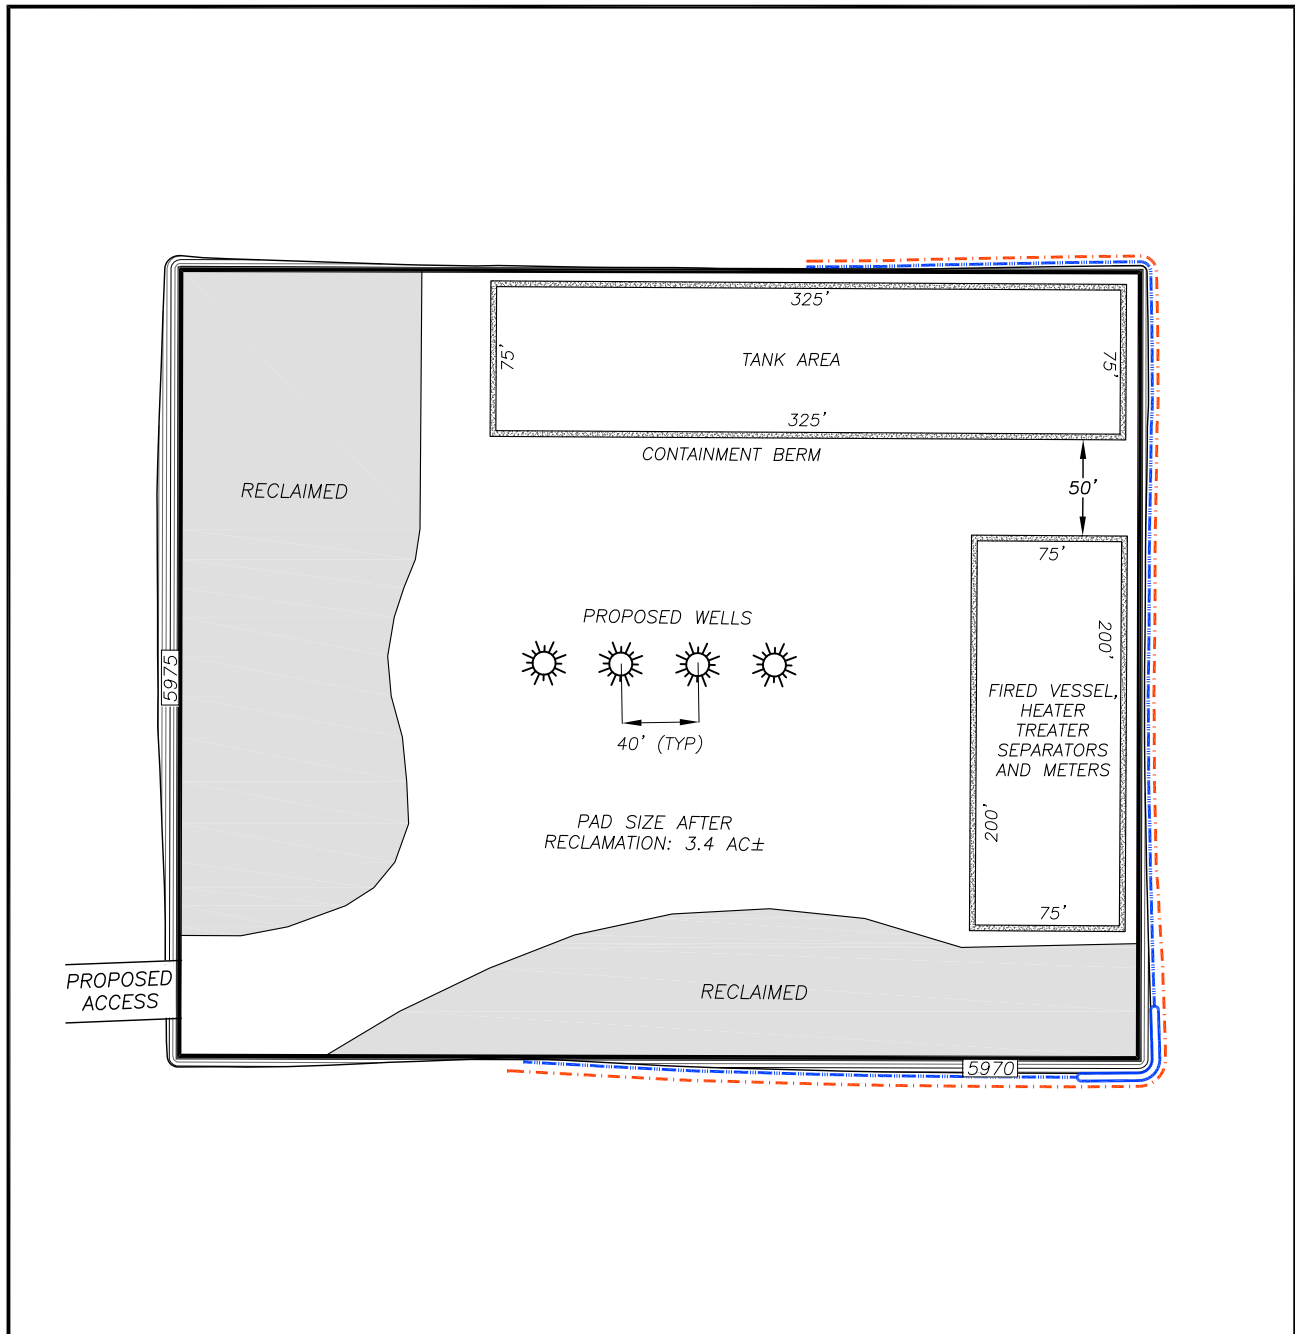 325'
75'
TANK AREA
75'
325'
CONTAINMENT BERM
RECLAIMED
50'
75'
PROPOSED WELLS
200'
5975
FIRED VESSEL,
HEATER
TREATER
SEPARATORS
AND METERS
40' (TYP)
200'
PAD SIZE AFTER
RECLAMATION: 3.4 AC±
75'
PROPOSED
ACCESS
RECLAIMED
5970